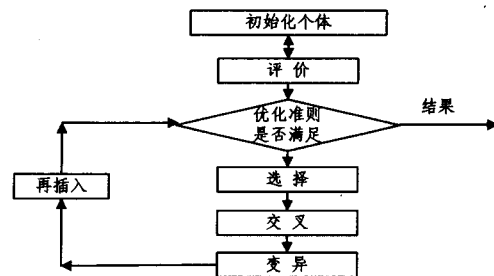 初始化个体
评 价
优化准则
是否满足
结果
选 择
再插入
交 叉
变 异